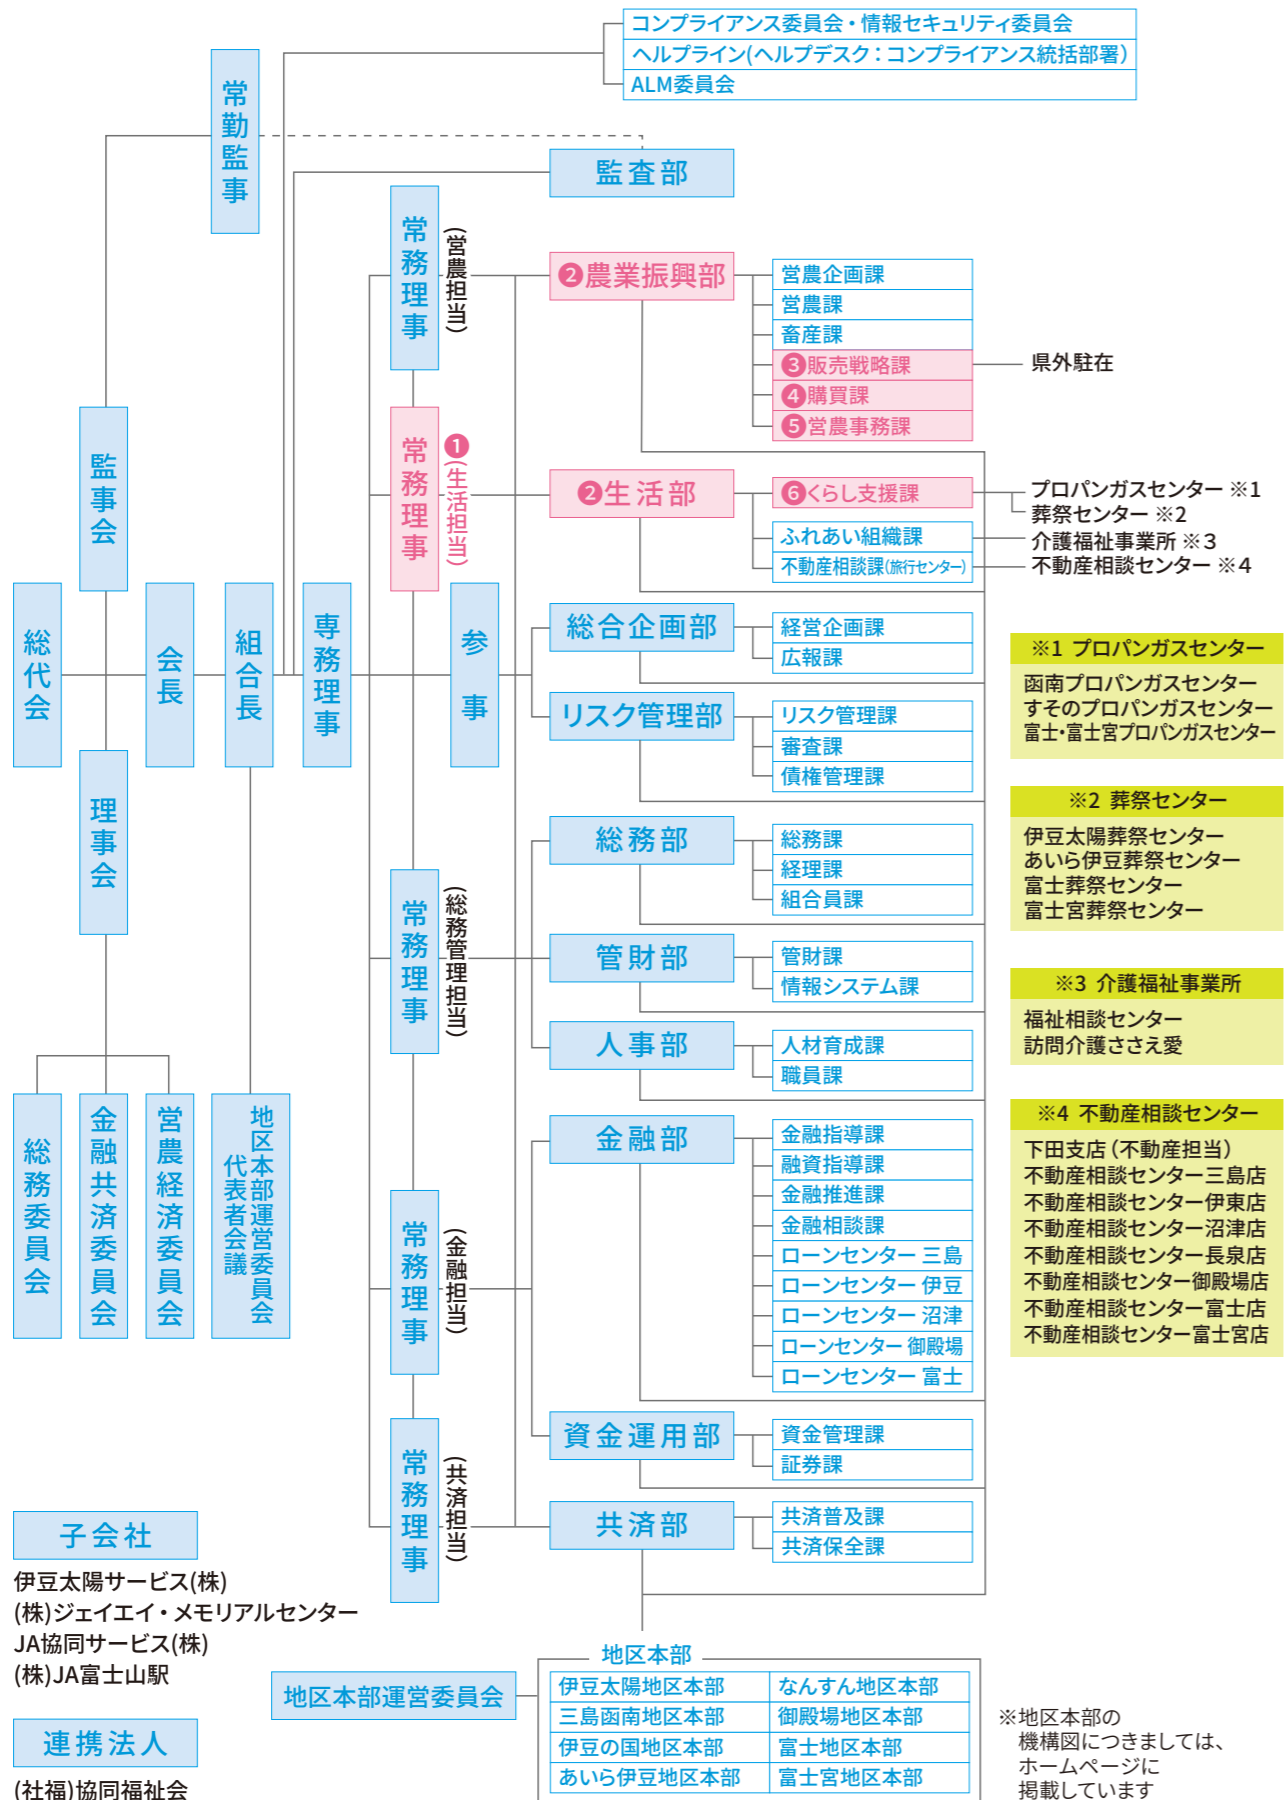 コンプライアンス委員会・情報セキュリティ委員会
ヘルプライン(ヘルプデスク：コンプライアンス統括部署)
ALM委員会
常勤監事
監査部
常務理事
(営農担当)
❷農業振興部
営農企画課
営農課
畜産課
❸販売戦略課
県外駐在
❹購買課
❺営農事務課
監事会
常務理事
❶(生活担当)
❷生活部
❻くらし支援課
プロパンガスセンター ※1
葬祭センター ※2
ふれあい組織課
介護福祉事業所 ※3
不動産相談課(旅行センター)
不動産相談センター ※4
総代会
会長
組合長
専務理事
参事
総合企画部
経営企画課
広報課
リスク管理部
リスク管理課
審査課
債権管理課
理事会
常務理事
(総務管理担当)
総務部
総務課
経理課
組合員課
管財部
管財課
情報システム課
人事部
人材育成課
職員課
総務委員会
金融共済委員会
営農経済委員会
地区本部運営委員会
代表者会議
常務理事
(金融担当)
金融部
金融指導課
融資指導課
金融推進課
金融相談課
ローンセンター 三島
ローンセンター 伊豆
ローンセンター 沼津
ローンセンター 御殿場
ローンセンター 富士
資金運用部
資金管理課
証券課
常務理事
(共済担当)
共済部
共済普及課
共済保全課
※1 プロパンガスセンター
函南プロパンガスセンター
すそのプロパンガスセンター
富士・富士宮プロパンガスセンター
※2 葬祭センター
伊豆太陽葬祭センター
あいら伊豆葬祭センター
富士葬祭センター
富士宮葬祭センター
※3 介護福祉事業所
福祉相談センター
訪問介護ささえ愛
※4 不動産相談センター
下田支店(不動産担当)
不動産相談センター三島店
不動産相談センター伊東店
不動産相談センター沼津店
不動産相談センター長泉店
不動産相談センター御殿場店
不動産相談センター富士店
不動産相談センター富士宮店
子会社
伊豆太陽サービス(株)
(株)ジェイエイ・メモリアルセンター
JA協同サービス(株)
(株)JA富士山駅
連携法人
(社福)協同福祉会
地区本部運営委員会
地区本部
伊豆太陽地区本部
なんすん地区本部
三島函南地区本部
御殿場地区本部
伊豆の国地区本部
富士地区本部
あいら伊豆地区本部
富士宮地区本部
※地区本部の
機構図につきましては、
ホームページに
掲載しています